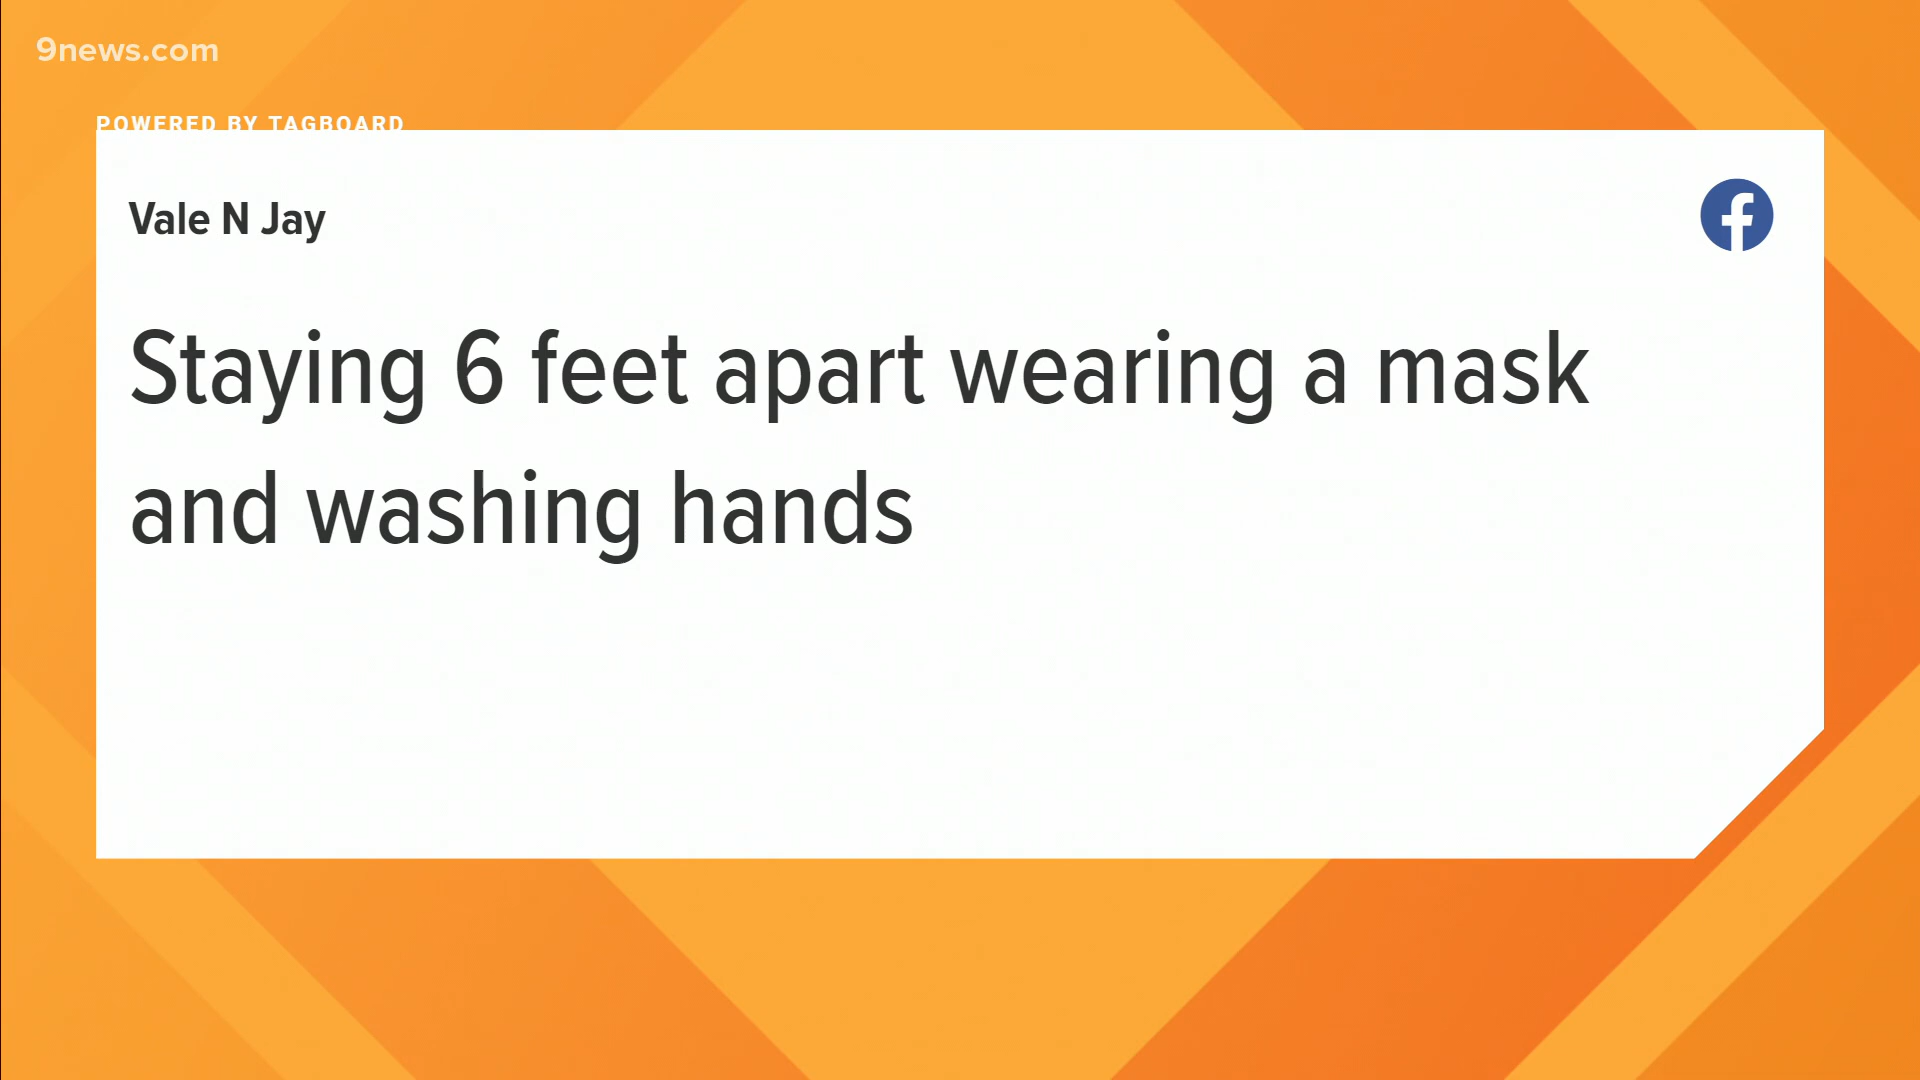 9news.com
POWERED BY TAGBOARD
Vale N Jay
Staying 6 feet apart wearing a mask
and washing hands